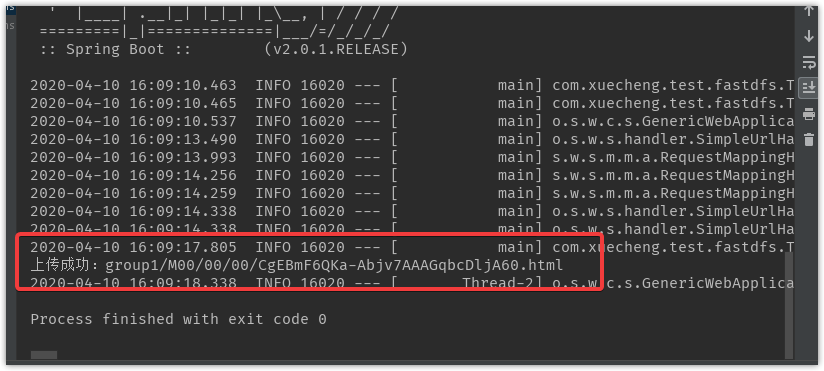 :: Spring Boot ::        (v2.0.1.RELEASE)
2020-04-10 16:09:10.463  INFO 16020 --- [           main] com.xuecheng.test.fastdfs.T
2020-04-10 16:09:10.465  INFO 16020 --- [           main] com.xuecheng.test.fastdfs.T
2020-04-10 16:09:10.537  INFO 16020 --- [           main] o.s.w.c.s.GenericWebApplica
2020-04-10 16:09:13.490  INFO 16020 --- [           main] o.s.w.s.handler.SimpleUrlHa
2020-04-10 16:09:13.993  INFO 16020 --- [           main] s.w.s.m.m.a.RequestMappingH
2020-04-10 16:09:14.256  INFO 16020 --- [           main] s.w.s.m.m.a.RequestMappingH
2020-04-10 16:09:14.259  INFO 16020 --- [           main] s.w.s.m.m.a.RequestMappingH
2020-04-10 16:09:14.338  INFO 16020 --- [           main] o.s.w.s.handler.SimpleUrlHa
2020-04-10 16:09:14.338  INFO 16020 --- [           main] o.s.w.s.handler.SimpleUrlHa
2020-04-10 16:09:17.805  INFO 16020 --- [           main] com.xuecheng.test.fastdfs.T
上传成功：group1/M00/00/00/CgEBmF6QKa-Abjv7AAAGqbcDljA60.html
2020-04-10 16:09:18.338  INFO 16020 --- [       Thread-2] o.s.w.c.s.GenericWebApplica
Process finished with exit code 0